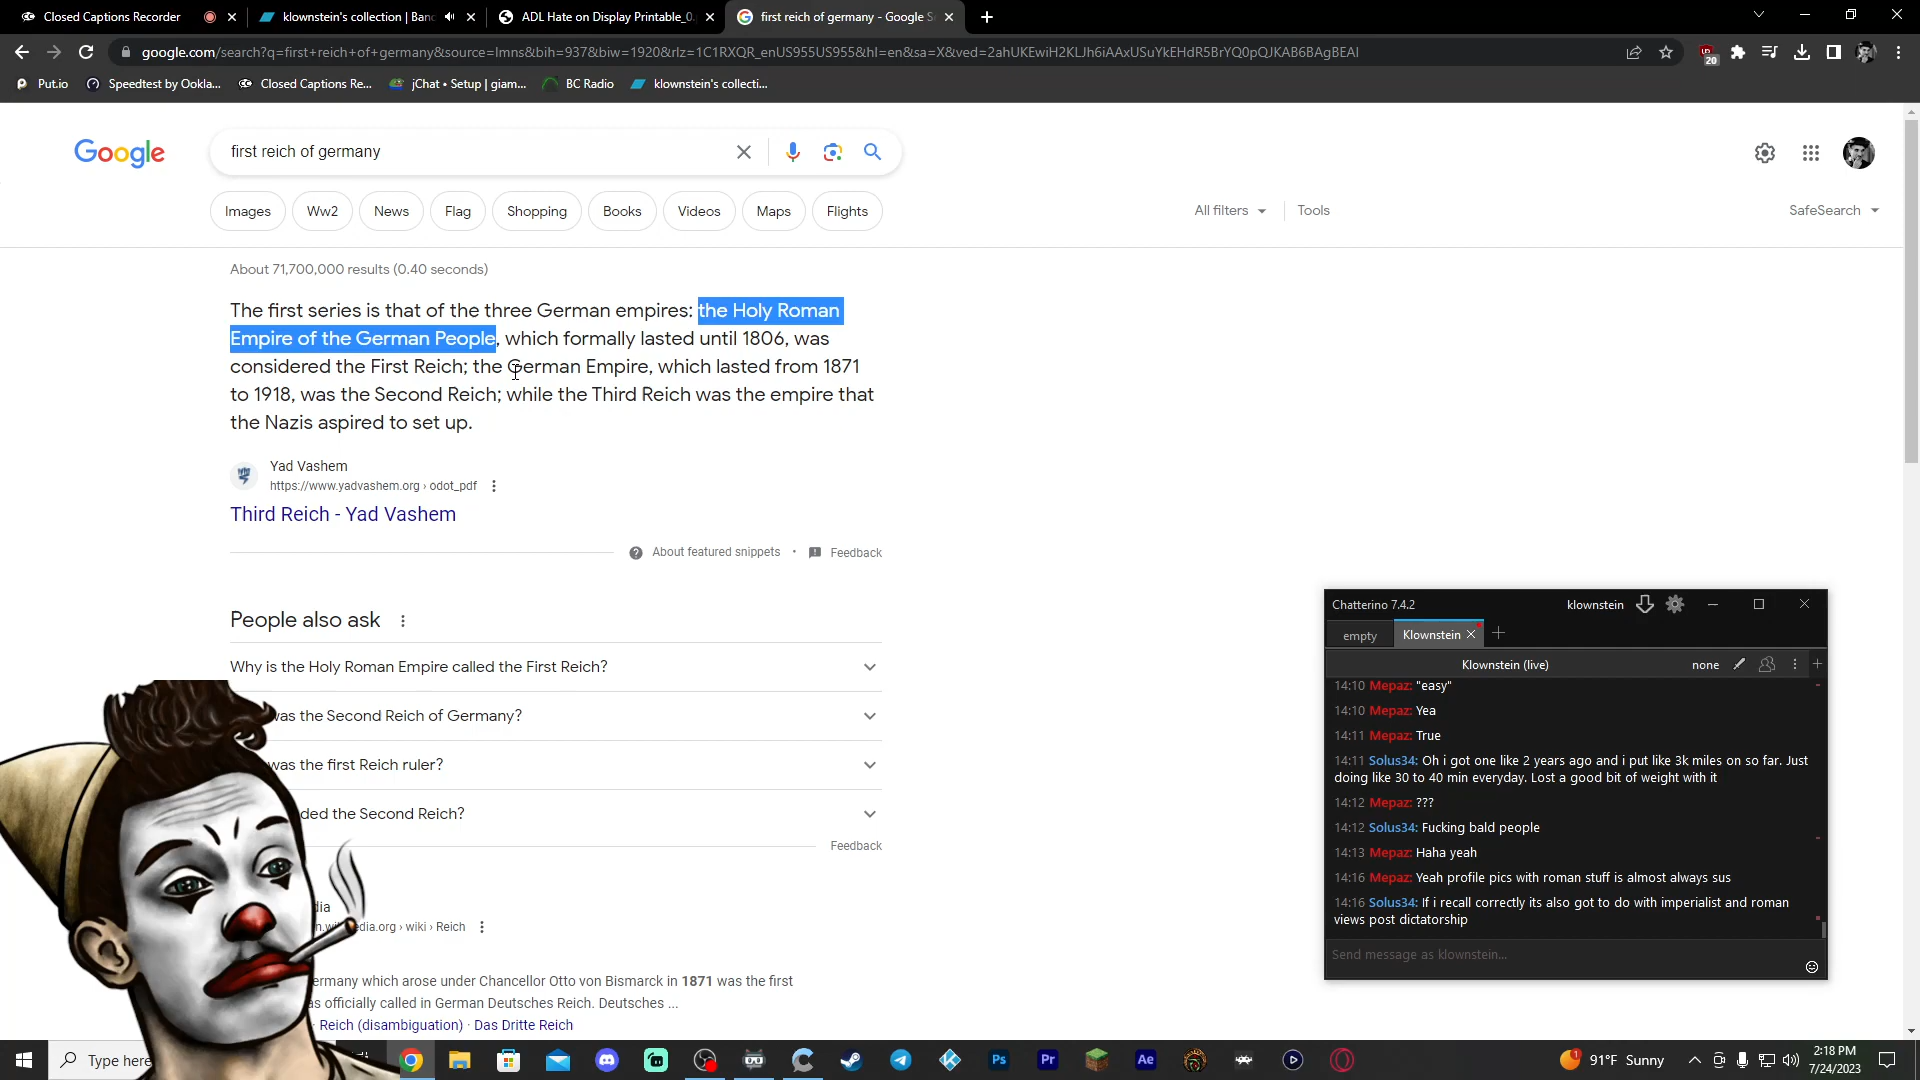 Closed Captions Recorder
klownstein's collection | Banc
ADL Hate on Display Printable_0.
first reich of germany - Google S
google.com/search?q=first+reich+of+germany&source=lmns&bih=937&biw=1920&rlz=1C1RXQR_enUS955US955&hl=en&sa=X&ved=2ahUKEwiH2KLJh6iAAxUSuYkEHdR5BrYQ0pQJKAB6BAgBEAI
20
Put.io
Speedtest by Ookla...
Closed Captions Re...
jChat • Setup | giam...
BC Radio
klownstein's collecti...
Google
first reich of germany
Images
Ww2
News
Flag
Shopping
Books
Videos
Maps
Flights
All filters
Tools
SafeSearch
About 71,700,000 results (0.40 seconds)
The first series is that of the three German empires: the Holy Roman
Empire of the German People, which formally lasted until 1806, was
considered the First Reich; the German Empire, which lasted from 1871
to 1918, was the Second Reich; while the Third Reich was the empire that
the Nazis aspired to set up.
Yad Vashem
https://www.yadvashem.org › odot_pdf
Third Reich - Yad Vashem
About featured snippets
•
Feedback
People also ask
Why is the Holy Roman Empire called the First Reich?
was the Second Reich of Germany?
was the first Reich ruler?
ded the Second Reich?
Feedback
dia
edia.org › wiki › Reich
ermany which arose under Chancellor Otto von Bismarck in 1871 was the first
as officially called in German Deutsches Reich. Deutsches ...
Reich (disambiguation) · Das Dritte Reich
Chatterino 7.4.2
klownstein
empty
Klownstein
Klownstein (live)
none
14:10 Mepaz: "easy"
14:10 Mepaz: Yea
14:11 Mepaz: True
14:11 Solus34: Oh i got one like 2 years ago and i put like 3k miles on so far. Just
doing like 30 to 40 min everyday. Lost a good bit of weight with it
14:12 Mepaz: ???
14:12 Solus34: Fucking bald people
14:13 Mepaz: Haha yeah
14:16 Mepaz: Yeah profile pics with roman stuff is almost always sus
14:16 Solus34: If i recall correctly its also got to do with imperialist and roman
views post dictatorship
Send message as klownstein...
Type here
Ps
Pr
Ae
1
91°F Sunny
2:18 PM
7/24/2023